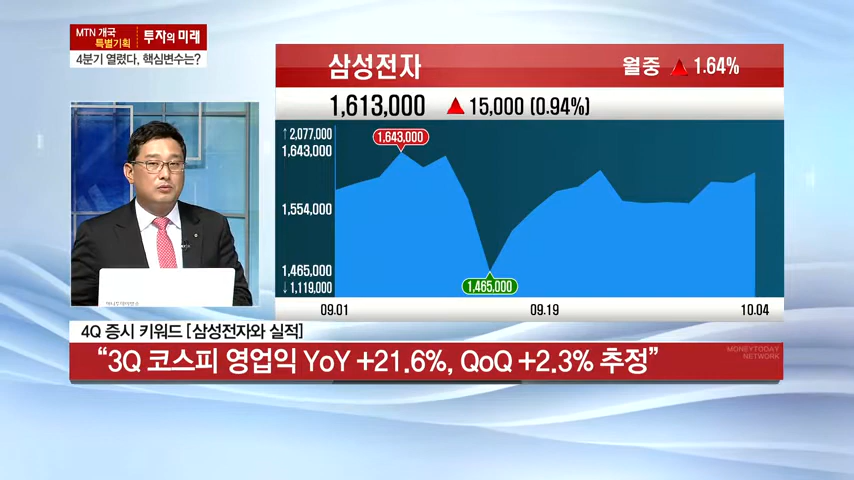 MTN 개국
특별기획
투자의 미래
4분기 열렸다, 핵심변수는?
삼성전자
월중 ▲ 1.64%
1,613,000 ▲ 15,000 (0.94%)
↑ 2,077,000
1,643,000
1,643,000
1,554,000
1,465,000
1,465,000
↓ 1,119,000
09.01 09.19 10.04
4Q 증시 키워드 [삼성전자와 실적]
“3Q 코스피 영업익 YoY +21.6%, QoQ +2.3% 추정”
MONEYTODAY
NETWORK